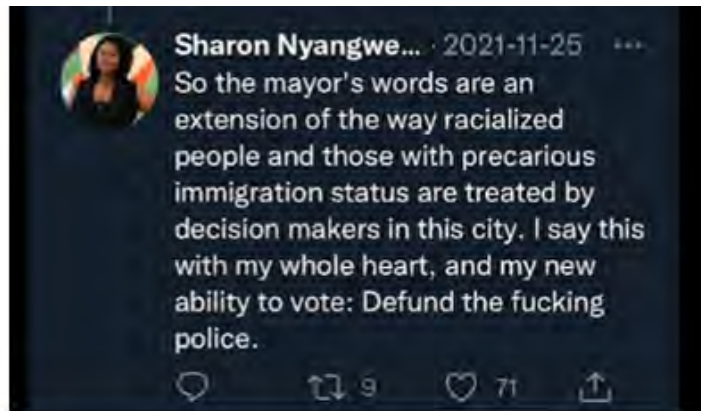 Sharon Nyangwe... · 2021-11-25 ···
So the mayor's words are an
extension of the way racialized
people and those with precarious
immigration status are treated by
decision makers in this city. I say this
with my whole heart, and my new
ability to vote: Defund the fucking
police.
9 71